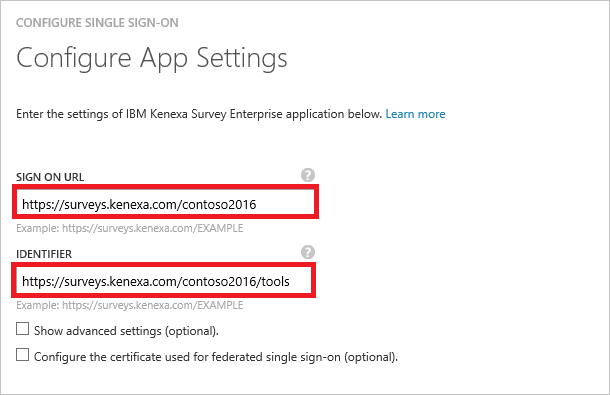 CONFIGURE SINGLE SIGN-ON
Configure App Settings
Enter the settings of IBM Kenexa Survey Enterprise application below. Learn more
SIGN ON URL ?
https://surveys.kenexa.com/contoso2016
Example: https://surveys.kenexa.com/EXAMPLE
IDENTIFIER ?
https://surveys.kenexa.com/contoso2016/tools
Example: https://surveys.kenexa.com/EXAMPLE
Show advanced settings (optional).
Configure the certificate used for federated single sign-on (optional).